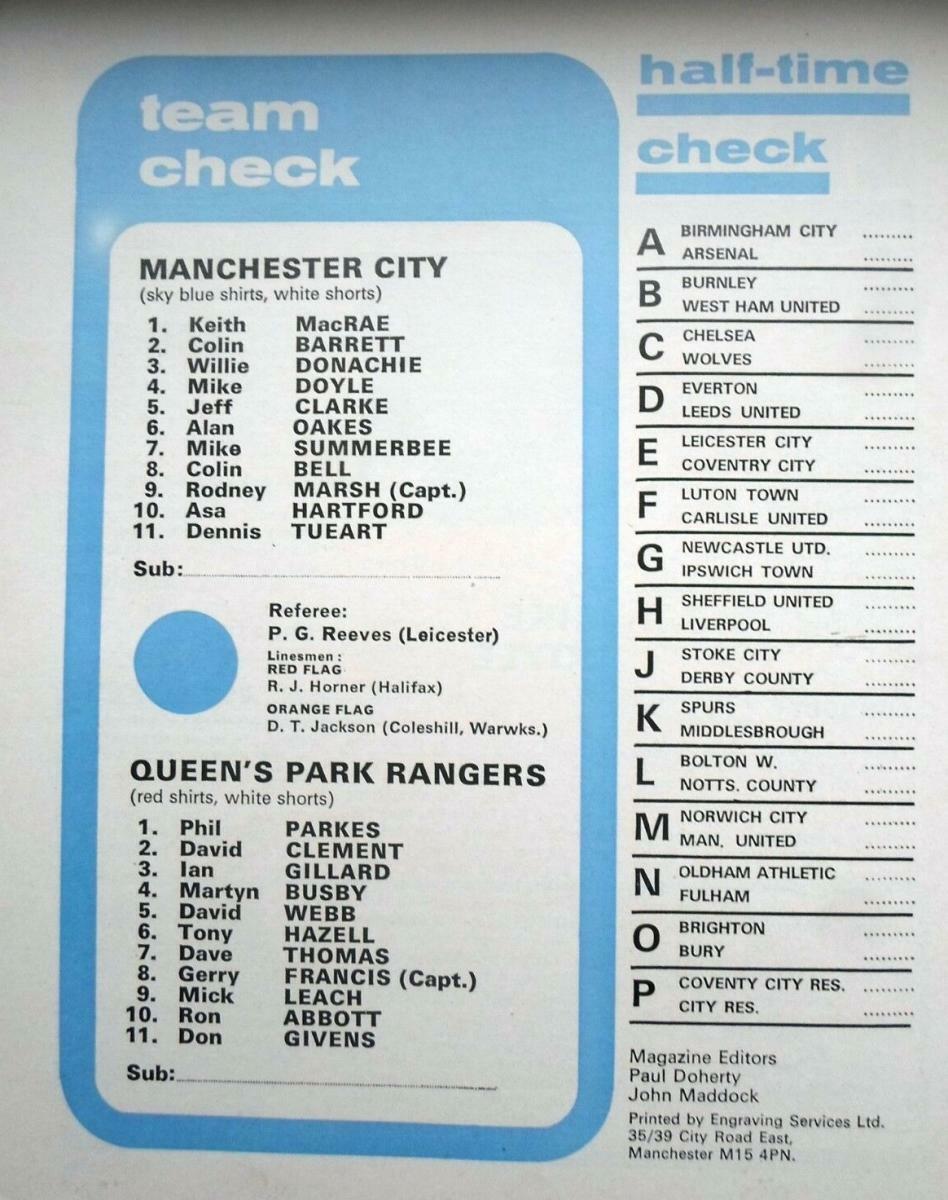 team
check
MANCHESTER CITY
(sky blue shirts, white shorts)
1. Keith MacRAE
2. Colin BARRETT
3. Willie DONACHIE
4. Mike DOYLE
5. Jeff CLARKE
6. Alan OAKES
7. Mike SUMMERBEE
8. Colin BELL
9. Rodney MARSH (Capt.)
10. Asa HARTFORD
11. Dennis TUEART
Sub:
Referee:
P. G. Reeves (Leicester)
Linesmen :
RED FLAG
R. J. Horner (Halifax)
ORANGE FLAG
D. T. Jackson (Coleshill, Warwks.)
QUEEN'S PARK RANGERS
(red shirts, white shorts)
1. Phil PARKES
2. David CLEMENT
3. Ian GILLARD
4. Martyn BUSBY
5. David WEBB
6. Tony HAZELL
7. Dave THOMAS
8. Gerry FRANCIS (Capt.)
9. Mick LEACH
10. Ron ABBOTT
11. Don GIVENS
Sub:
half-time
check
A BIRMINGHAM CITY .........
ARSENAL .........
B BURNLEY .........
WEST HAM UNITED .........
C CHELSEA .........
WOLVES .........
D EVERTON .........
LEEDS UNITED .........
E LEICESTER CITY .........
COVENTRY CITY .........
F LUTON TOWN .........
CARLISLE UNITED .........
G NEWCASTLE UTD. .........
IPSWICH TOWN .........
H SHEFFIELD UNITED .........
LIVERPOOL .........
J STOKE CITY .........
DERBY COUNTY .........
K SPURS .........
MIDDLESBROUGH .........
L BOLTON W. .........
NOTTS. COUNTY .........
M NORWICH CITY .........
MAN. UNITED .........
N OLDHAM ATHLETIC .........
FULHAM .........
O BRIGHTON .........
BURY .........
P COVENTY CITY RES. .........
CITY RES. .........
Magazine Editors
Paul Doherty
John Maddock
Printed by Engraving Services Ltd.
35/39 City Road East,
Manchester M15 4PN.